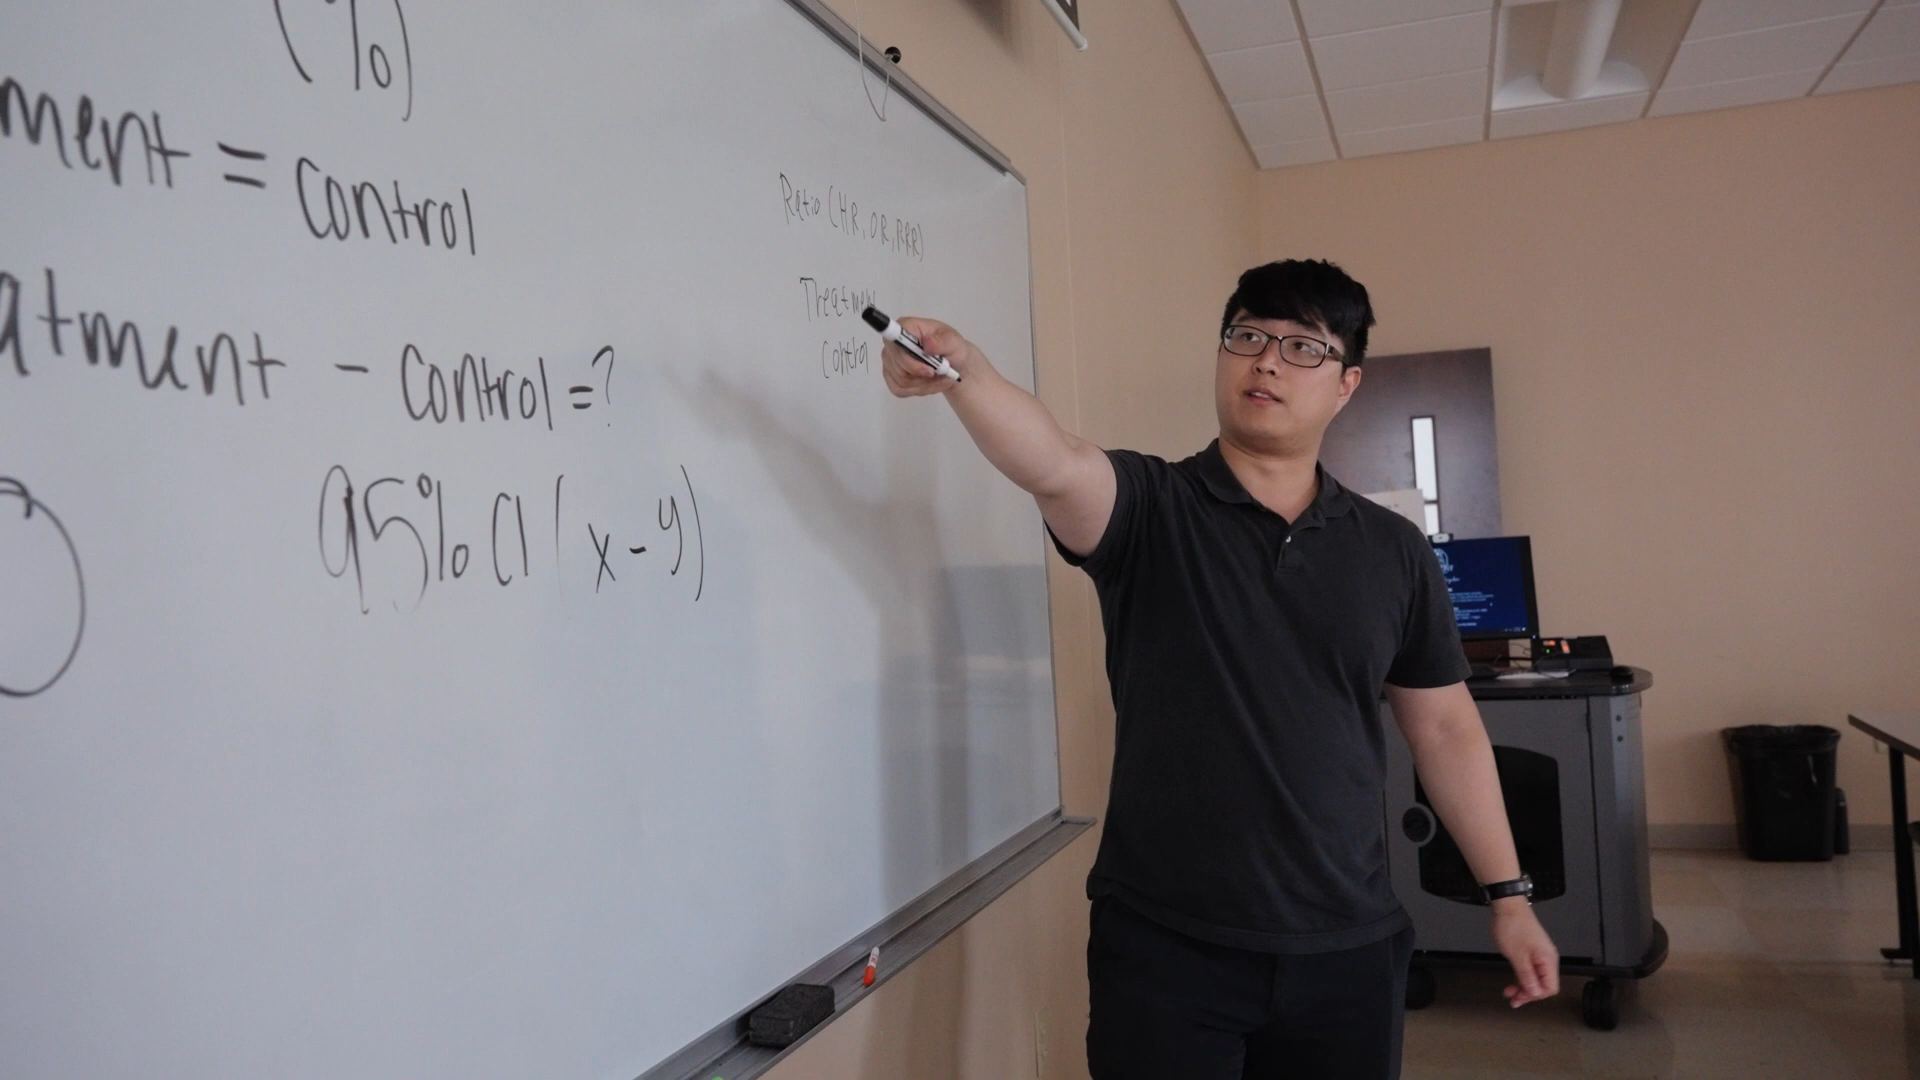 (%)
ment = control
atment - control = ?
95% CI (x - y)
Ratio (HR, OR, RRR)
Treatment
Control